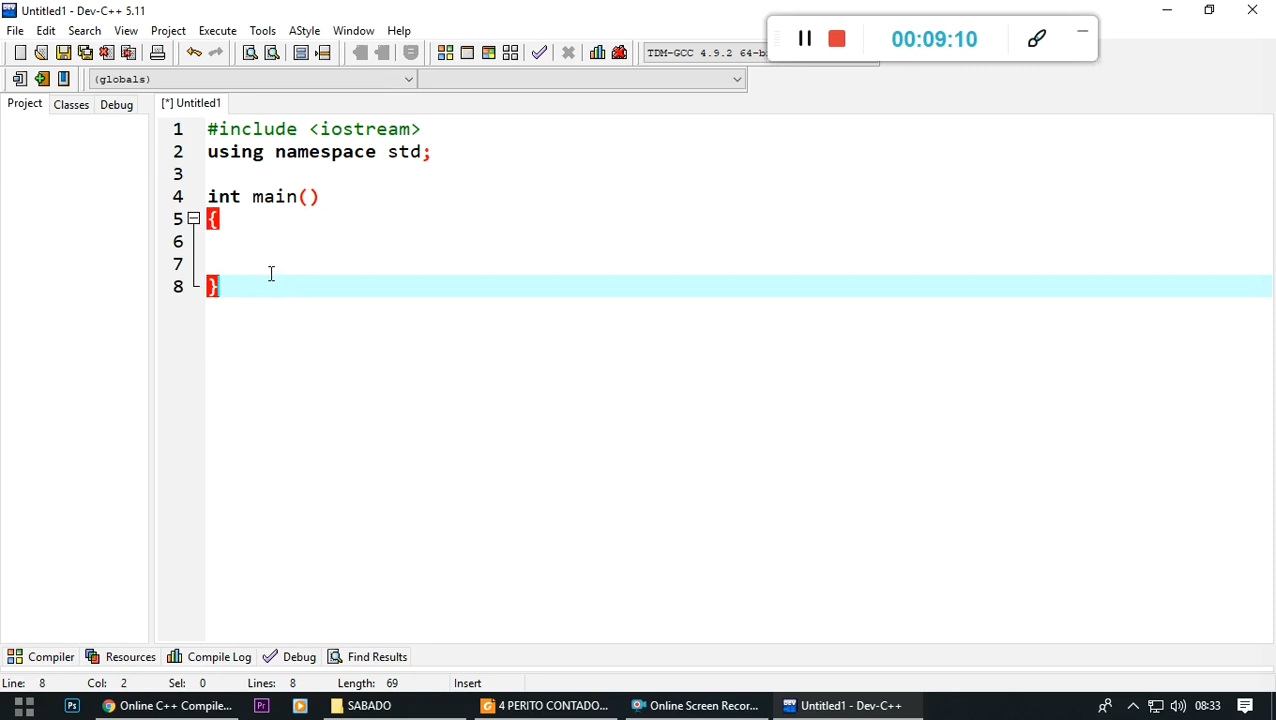 Untitled1 - Dev-C++ 5.11
File Edit Search View Project Execute Tools AStyle Window Help
00:09:10
TDM-GCC 4.9.2 64-b
(globals)
Project Classes Debug
[*] Untitled1
1 #include <iostream>
2 using namespace std;
3
4 int main()
5 {
6
7
8 }
Compiler Resources Compile Log Debug Find Results
Line: 8 Col: 2 Sel: 0 Lines: 8 Length: 69 Insert
Ps Online C++ Compile... Pr SABADO 4 PERITO CONTADO... Online Screen Recor... Untitled1 - Dev-C++ 08:33